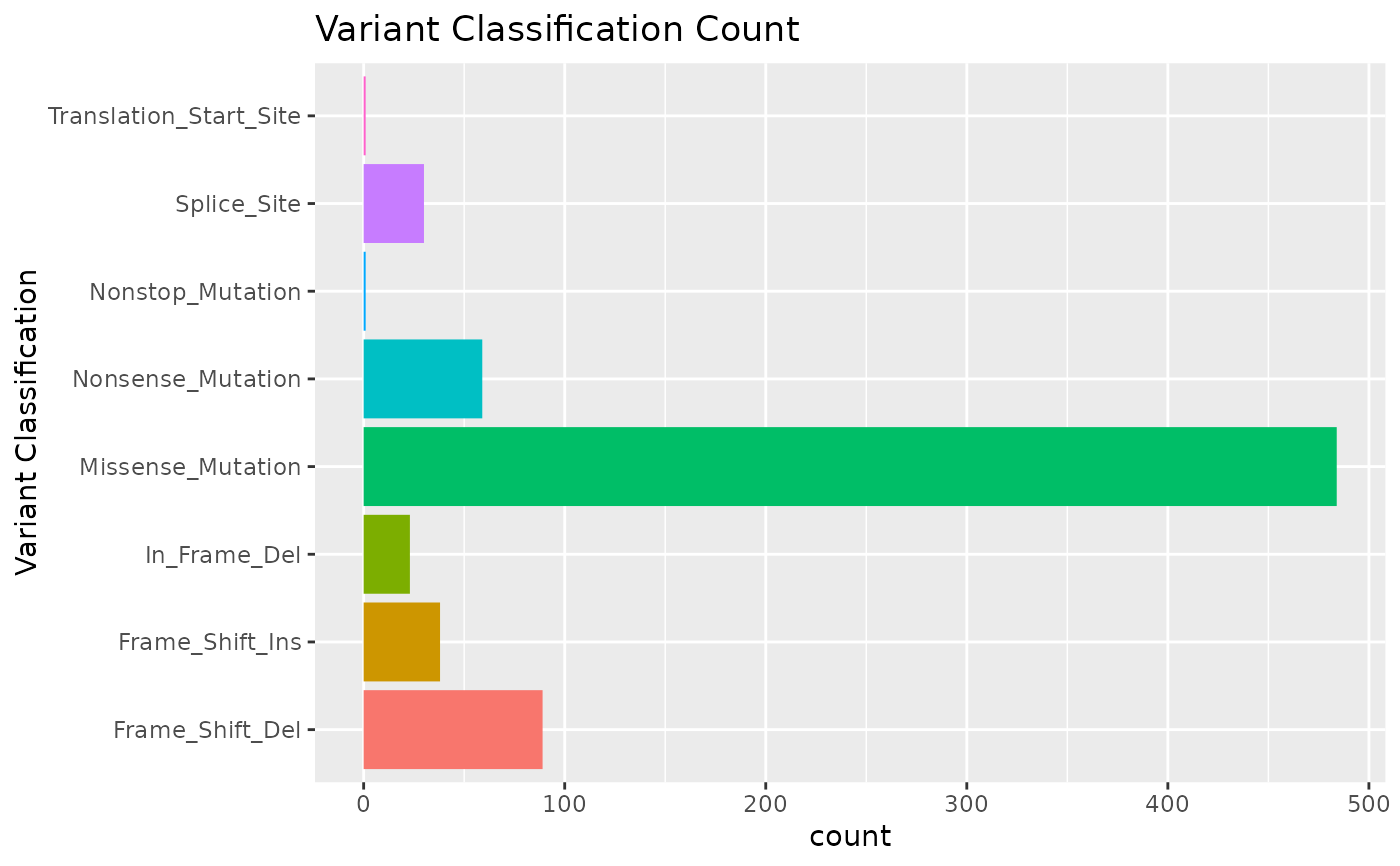 Variant Classification Count
Variant Classification
Translation_Start_Site
Splice_Site
Nonstop_Mutation
Nonsense_Mutation
Missense_Mutation
In_Frame_Del
Frame_Shift_Ins
Frame_Shift_Del
0 100 200 300 400 500
count